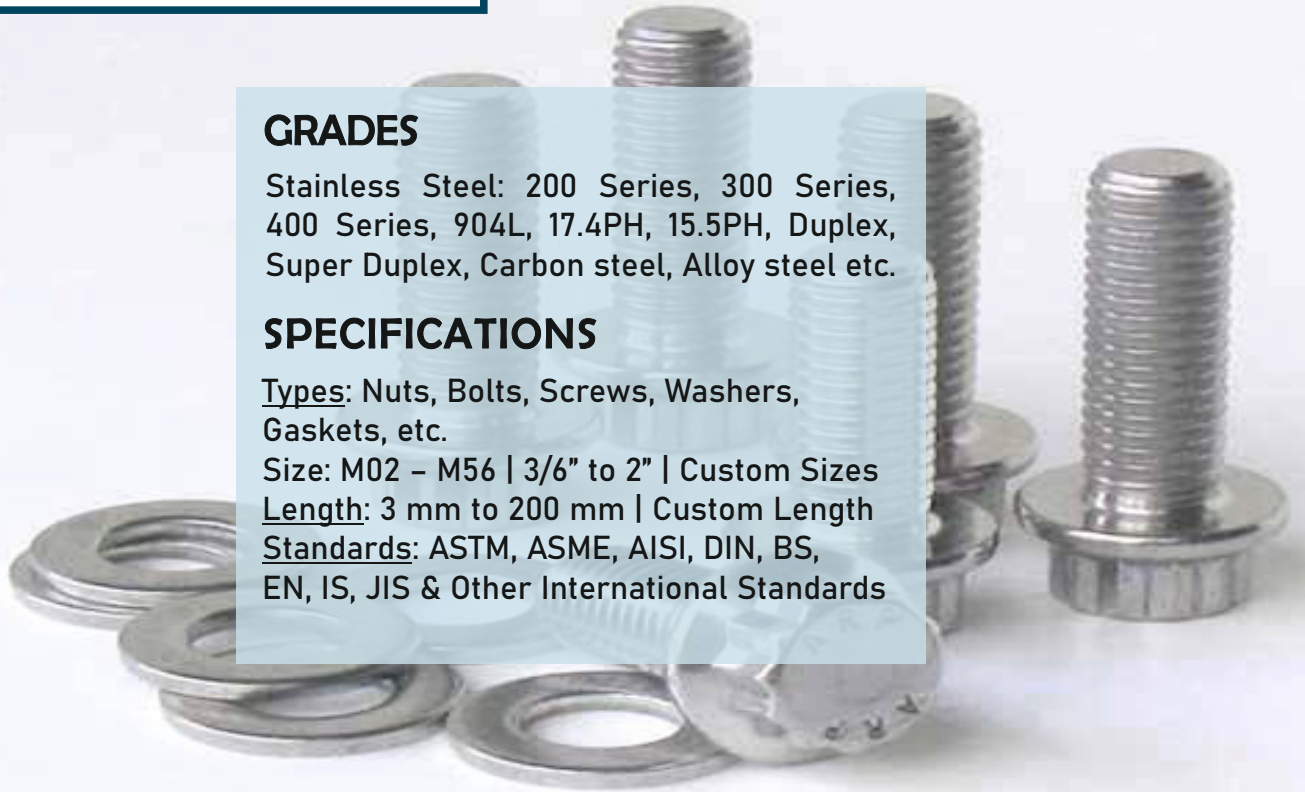 GRADES
Stainless Steel: 200 Series, 300 Series,
400 Series, 904L, 17.4PH, 15.5PH, Duplex,
Super Duplex, Carbon steel, Alloy steel etc.
SPECIFICATIONS
Types: Nuts, Bolts, Screws, Washers,
Gaskets, etc.
Size: M02 – M56 | 3/6” to 2” | Custom Sizes
Length: 3 mm to 200 mm | Custom Length
Standards: ASTM, ASME, AISI, DIN, BS,
EN, IS, JIS & Other International Standards